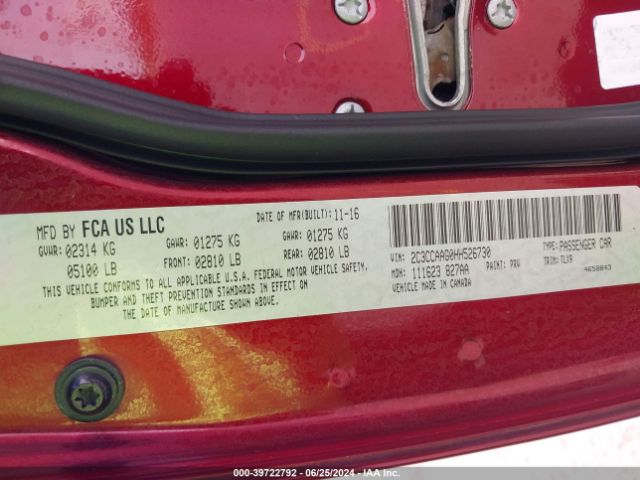 MFD BY FCA US LLC
DATE OF MFR(BUILT): 11-16
GVWR: 02314 KG
GAWR: 01275 KG
GAWR: 01275 KG
05100 LB
FRONT: 02810 LB
REAR: 02810 LB
THIS VEHICLE CONFORMS TO ALL APPLICABLE U.S.A. FEDERAL MOTOR VEHICLE SAFETY,
BUMPER AND THEFT PREVENTION STANDARDS IN EFFECT ON
THE DATE OF MANUFACTURE SHOWN ABOVE.
VIN: 2C3CCAAG0HH526730
TYPE: PASSENGER CAR
MDH: 111623 827AA
PAINT: PRV
TRIM: TLX9
VEHICLE MADE IN CANADA
4658843
000-39722792 - 06/25/2024 - IAA Inc.